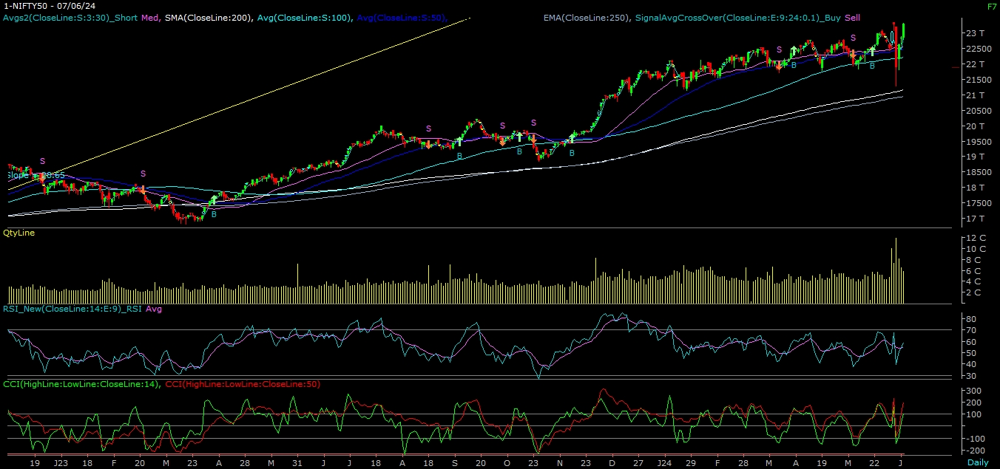 1-NIFTY50 - 07/06/24
F7
Avgs2(CloseLine:S:3:30)_Short Med, SMA(CloseLine:200), Avg(CloseLine:S:100), Avg(CloseLine:S:50), EMA(CloseLine:250), SignalAvgCrossOver(CloseLine:E:9:24:0.1)_Buy Sell
23 T
S
S
22500
B
B
22 T
21500
21 T
20500
S
S
S
20 T
19500
B
B
B
19 T
S
S
18500
18 T
17500
B
17 T
QtyLine
12 C
10 C
8 C
6 C
4 C
2 C
RSI_New(CloseLine:14:E:9)_RSI Avg
80
70
60
50
40
30
CCI(HighLine:LowLine:CloseLine:14), CCI(HighLine:LowLine:CloseLine:50)
300
200
100
-100
-200
19 J23 18 F 20 M 23 A 28 M 31 J J 18 A 18 S 20 O 23 N 23 D 27 J24 29 F 28 M A 19 M 22 J Daily